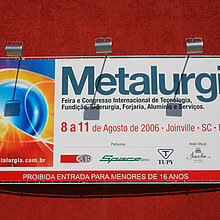 Metalurgi
Feira e Congresso Internacional de Tecnologia,
Fundição, Siderurgia, Forjaria, Alumínio e Serviços.
8 a 11 de Agosto de 2006 - Joinville - SC -
talurgia.com.br
Space
TUPY
PROIBIDA ENTRADA PARA MENORES DE 16 ANOS